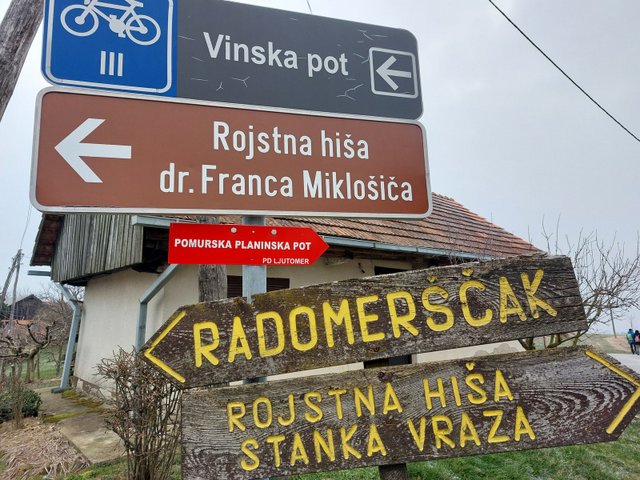 III
Vinska pot
Rojstna hiša
dr. Franca Miklošiča
POMURSKA PLANINSKA POT
PD LJUTOMER
RADOMERŠČAK
ROJSTNA HIŠA
STANKA VRAZA